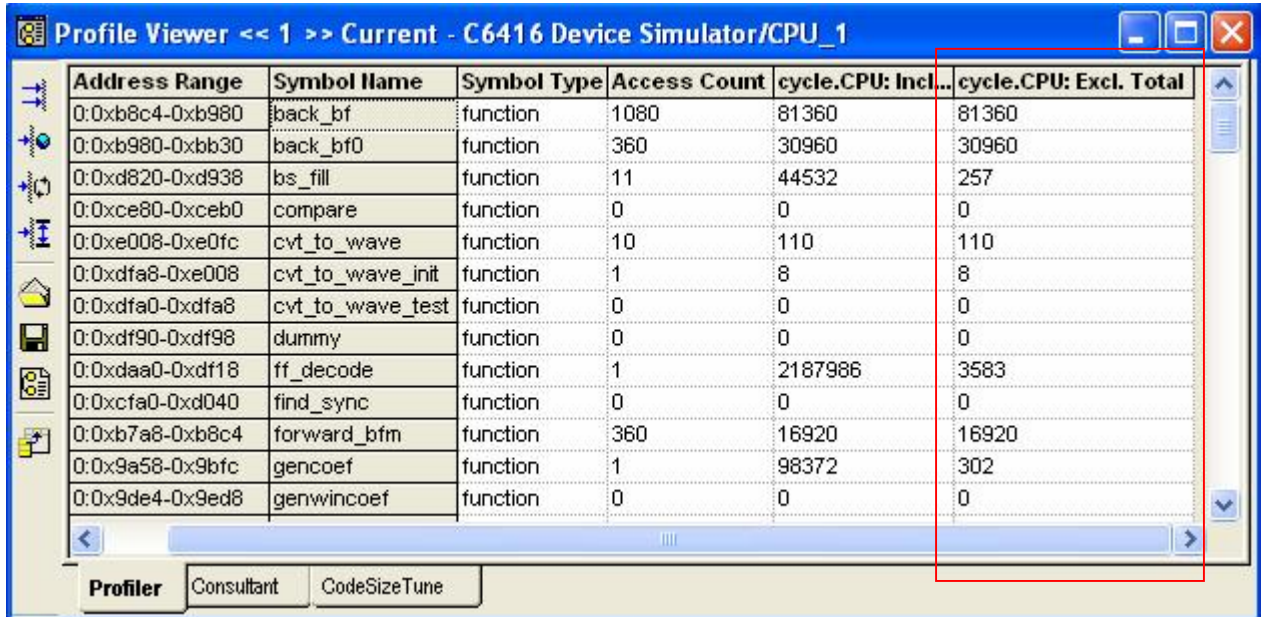 Profile Viewer << 1 >> Current - C6416 Device Simulator/CPU_1
Address Range Symbol Name Symbol Type Access Count cycle.CPU: Incl... cycle.CPU: Excl. Total
0:0xb8c4-0xb980 back_bf function 1080 81360 81360
0:0xb980-0xbb30 back_bf0 function 360 30960 30960
0:0xd820-0xd938 bs_fill function 11 44532 257
0:0xce80-0xceb0 compare function 0 0 0
0:0xe008-0xe0fc cvt_to_wave function 10 110 110
0:0xdfa8-0xe008 cvt_to_wave_init function 1 8 8
0:0xdfa0-0xdfa8 cvt_to_wave_test function 0 0 0
0:0xdf90-0xdf98 dummy function 0 0 0
0:0xdaa0-0xdf18 ff_decode function 1 2187986 3583
0:0xcfa0-0xd040 find_sync function 0 0 0
0:0xb7a8-0xb8c4 forward_bfm function 360 16920 16920
0:0x9a58-0x9bfc gencoef function 1 98372 302
0:0x9de4-0x9ed8 genwincoef function 0 0 0
Profiler Consultant CodeSizeTune